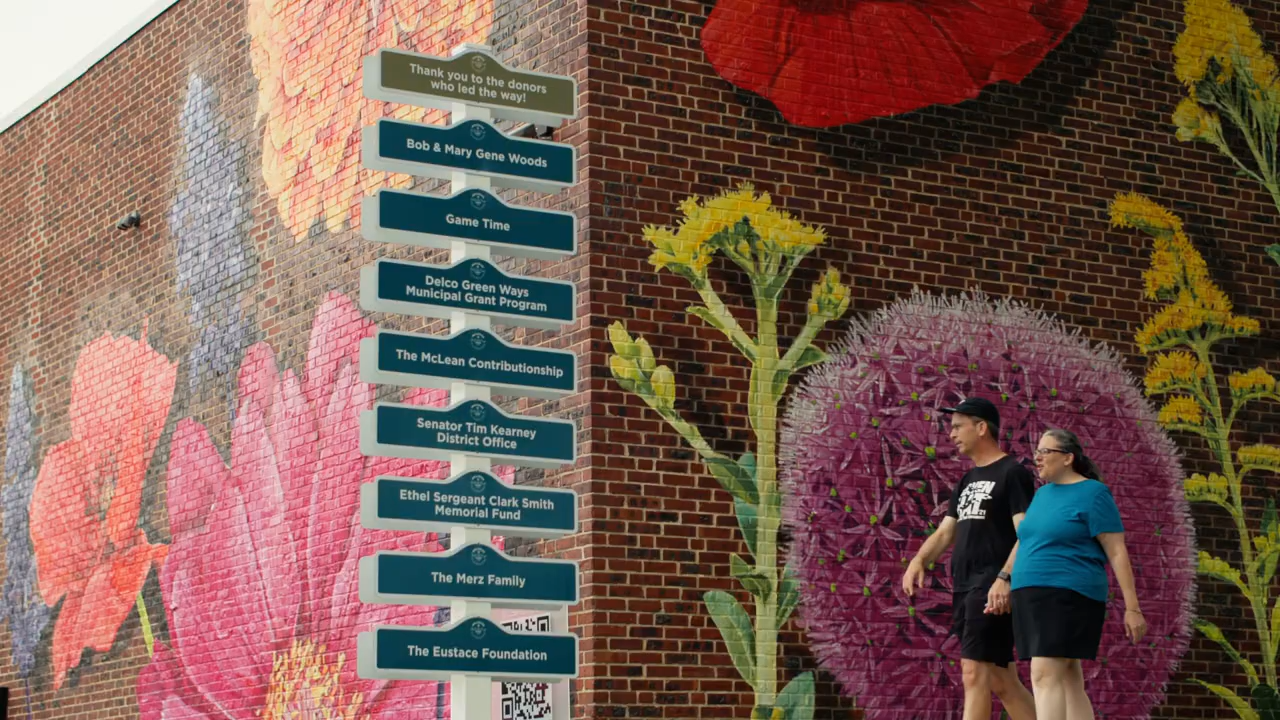 Thank you to the donors
who led the way!
Bob & Mary Gene Woods
Game Time
Delco Green Ways
Municipal Grant Program
The McLean Contributionship
Senator Tim Kearney
District Office
Ethel Sergeant Clark Smith
Memorial Fund
The Merz Family
The Eustace Foundation